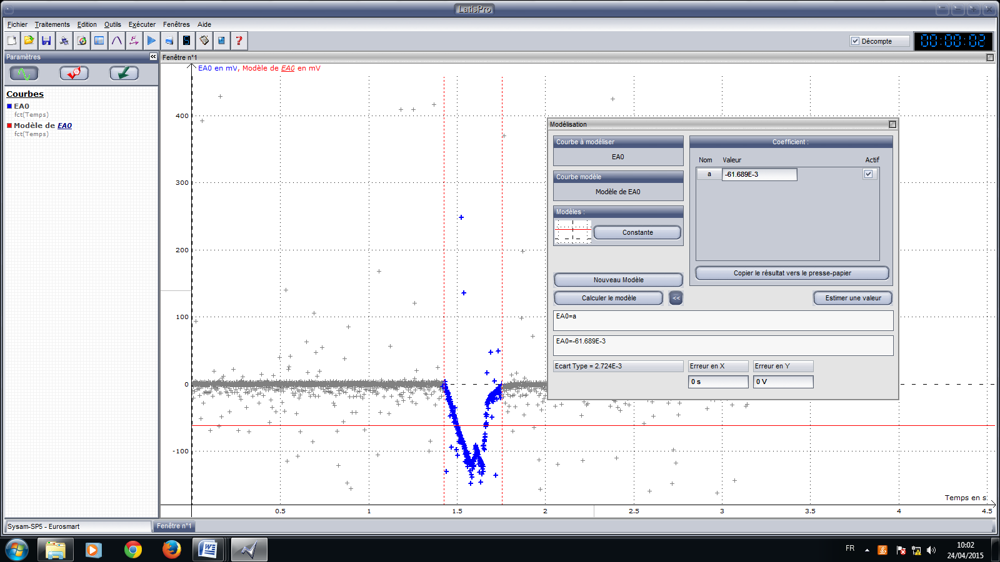 LatisPro
Fichier Traitements Edition Outils Exécuter Fenêtres Aide
Décompte
00:00:02
Paramètres
Fenêtre n°1
Courbes
EA0
fct(Temps)
Modèle de EA0
fct(Temps)
EA0 en mV, Modèle de EA0 en mV
400
300
200
100
0
-100
0.5 1 1.5 2 2.5 3 3.5 4 4.5
Temps en s
Modélisation
Courbe à modéliser
EA0
Courbe modèle
Modèle de EA0
Modèles :
Constante
Nouveau Modèle
Calculer le modèle
<<
Coefficient :
Nom Valeur Actif
a -61.689E-3
Copier le résultat vers le presse-papier
Estimer une valeur
EA0=a
EA0=-61.689E-3
Ecart Type = 2.724E-3
Erreur en X Erreur en Y
0 s 0 V
Sysam-SP5 - Eurosmart
Fenêtre n°1
FR
10:02
24/04/2015